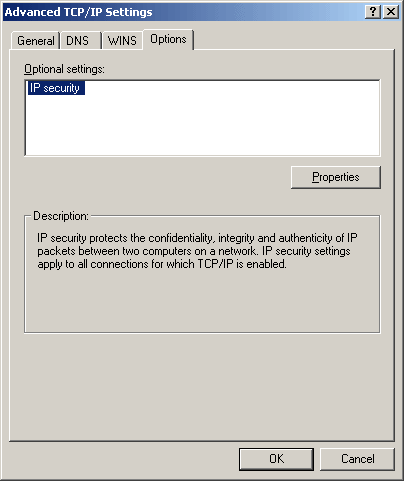 Advanced TCP/IP Settings
General DNS WINS Options
Optional settings:
IP security
Properties
Description:
IP security protects the confidentiality, integrity and authenticity of IP
packets between two computers on a network. IP security settings
apply to all connections for which TCP/IP is enabled.
OK Cancel